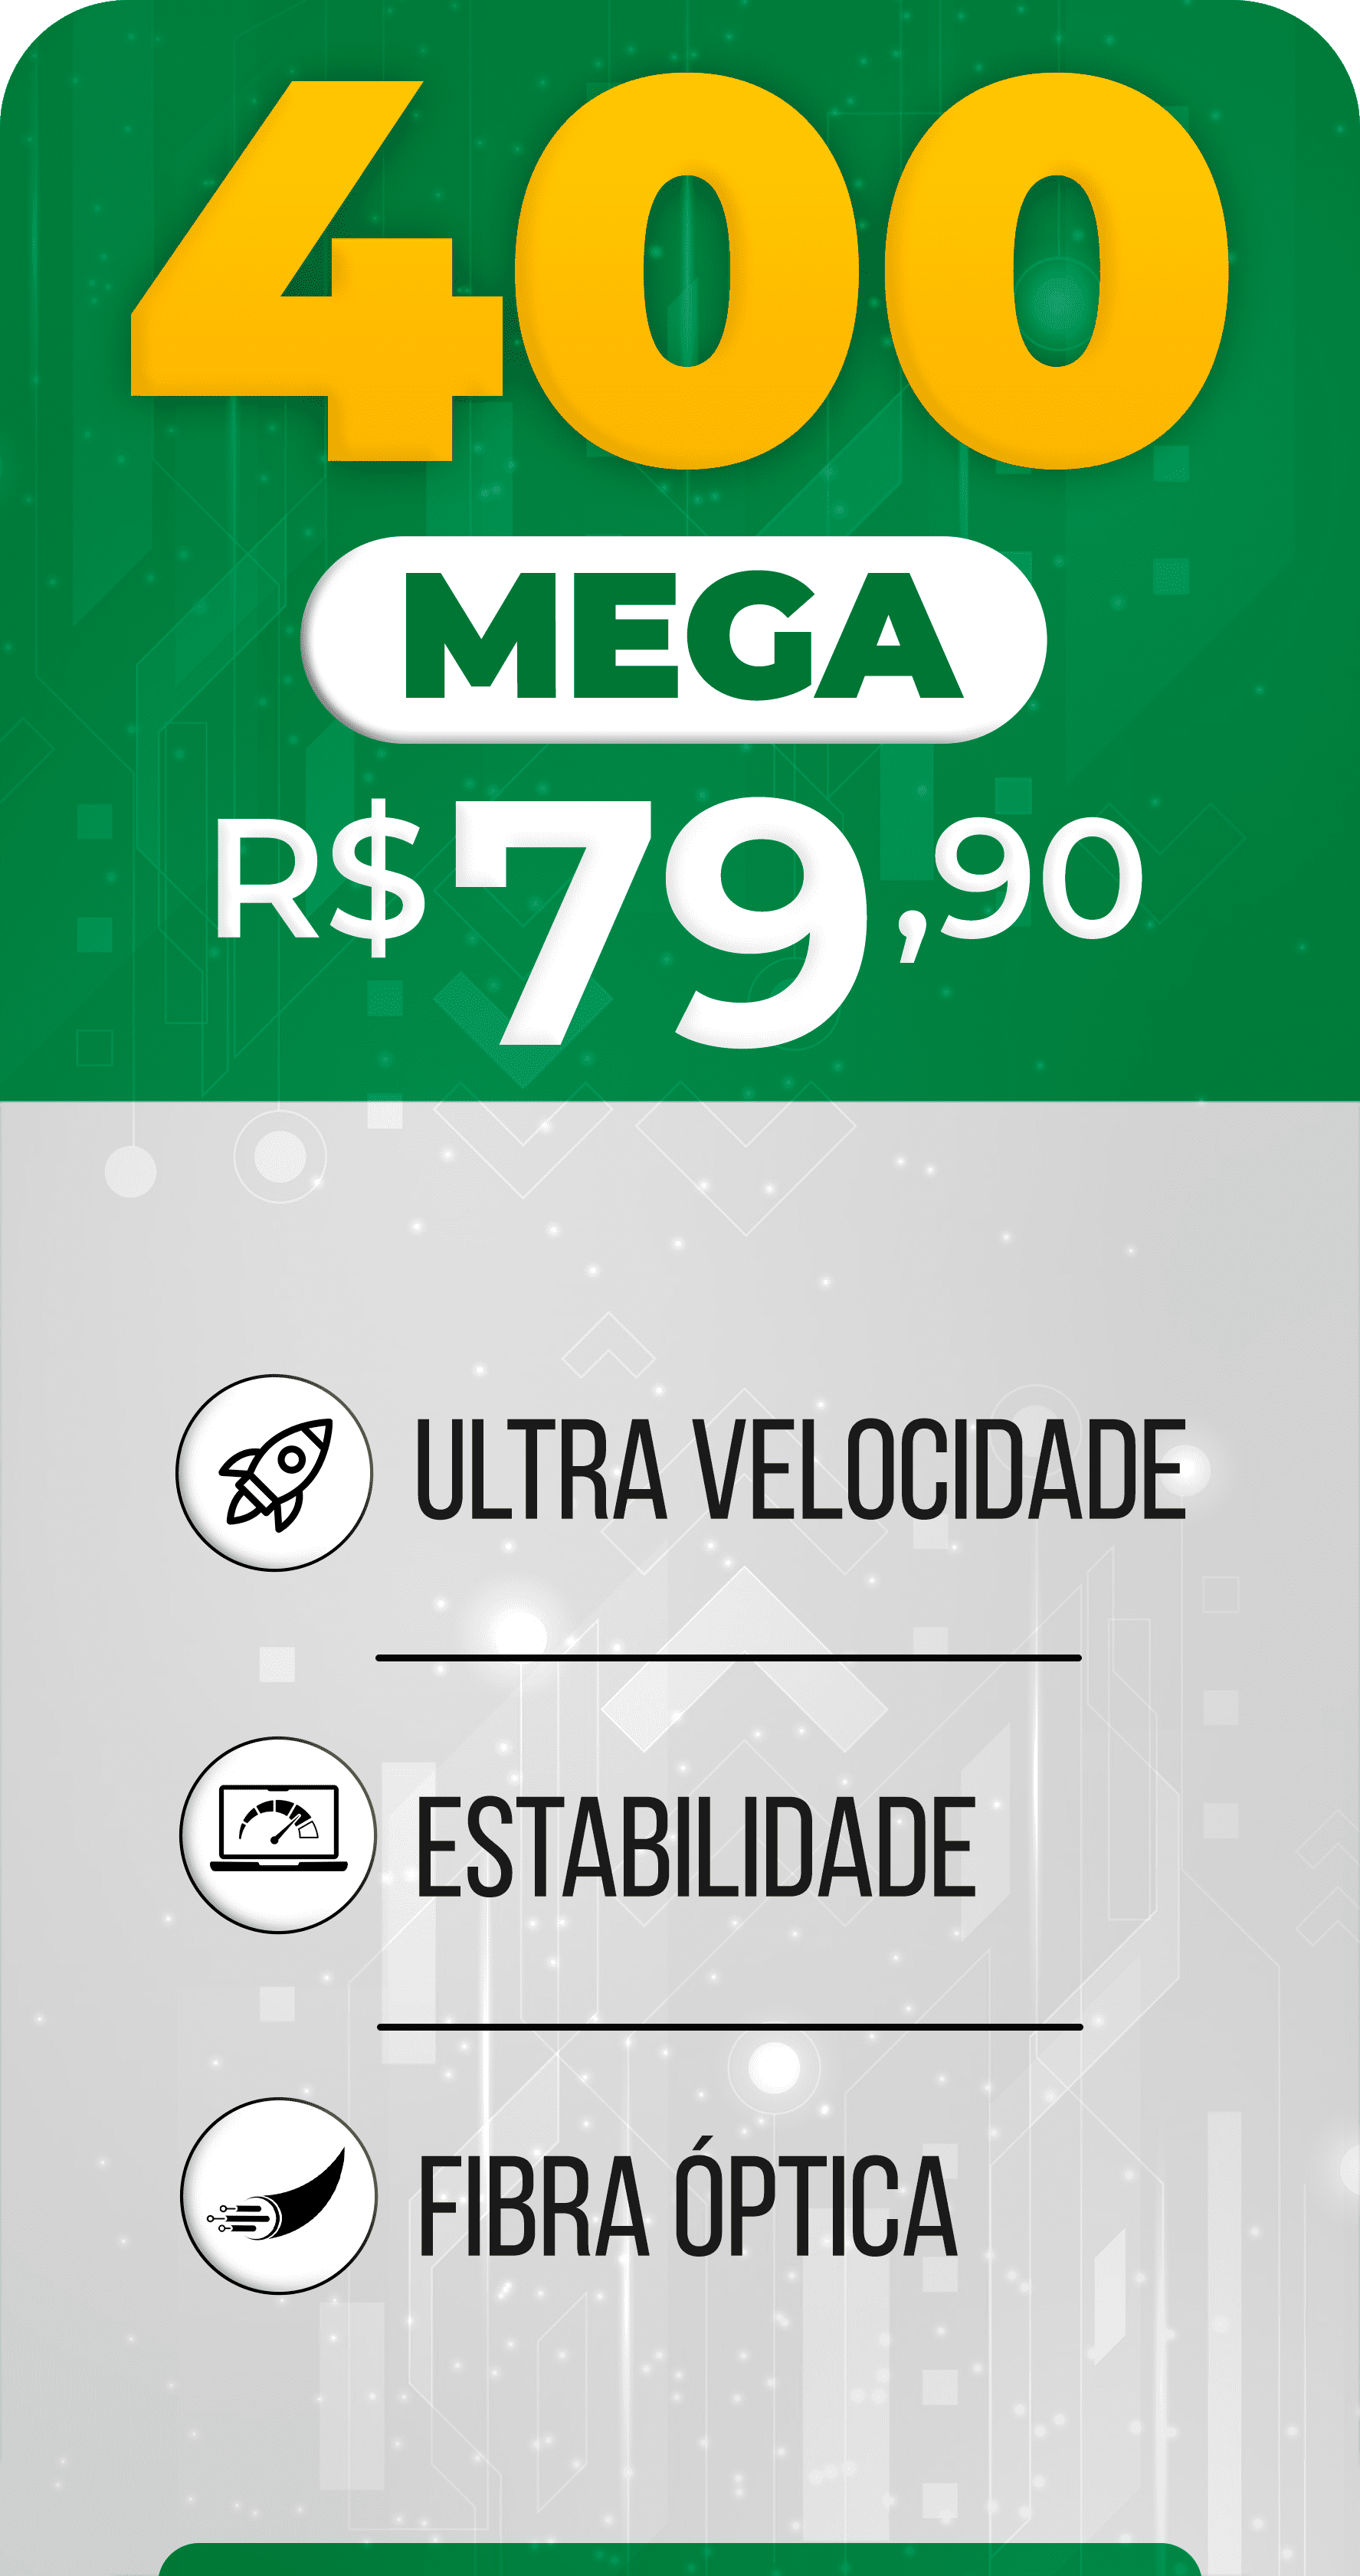 400
MEGA
R$79,90
ULTRA VELOCIDADE
ESTABILIDADE
FIBRA ÓPTICA